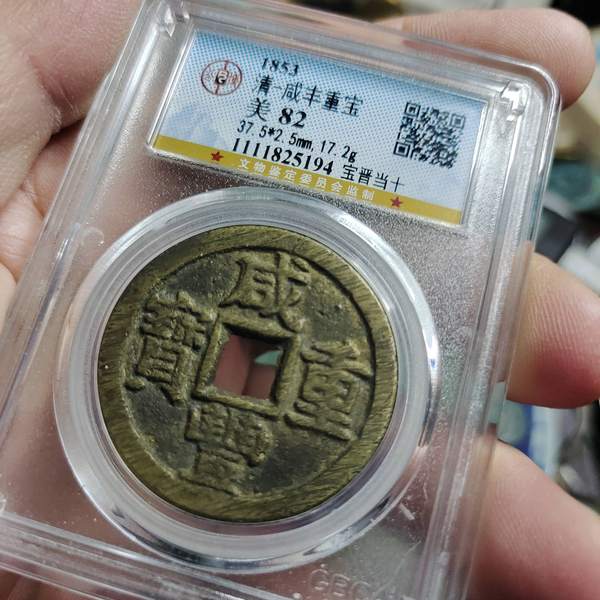 1853
清-咸丰重宝
美 82
37.5*2.5mm, 17.2g
1111825194 宝晋当十
★ 文物鉴定委员会监制 ★
咸
寶 重
豐